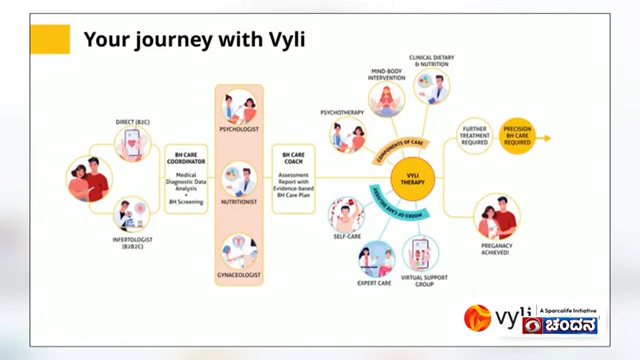 Your journey with Vyli
DIRECT (B2C)
INFERTOLOGIST
(B2B2C)
BH CARE
COORDINATOR
Medical
Diagnostic Data
Analysis
+
BH Screening
PSYCHOLOGIST
NUTRITIONIST
GYNACEOLOGIST
BH CARE
COACH
Assessment
Report with
Evidence-based
BH Care Plan
PSYCHOTHERAPY
MIND-BODY
INTERVENTION
CLINICAL DIETARY
& NUTRITION
COMPONENTS OF CARE
VYLI
THERAPY
MODES OF CARE DELIVERY
SELF-CARE
EXPERT CARE
VIRTUAL SUPPORT
GROUP
FURTHER
TREATMENT
REQUIRED
PRECISION
BH CARE
REQUIRED
PREGANACY
ACHIEVED!
vyli
A Sparcolife Initiative
ಚಂದನ